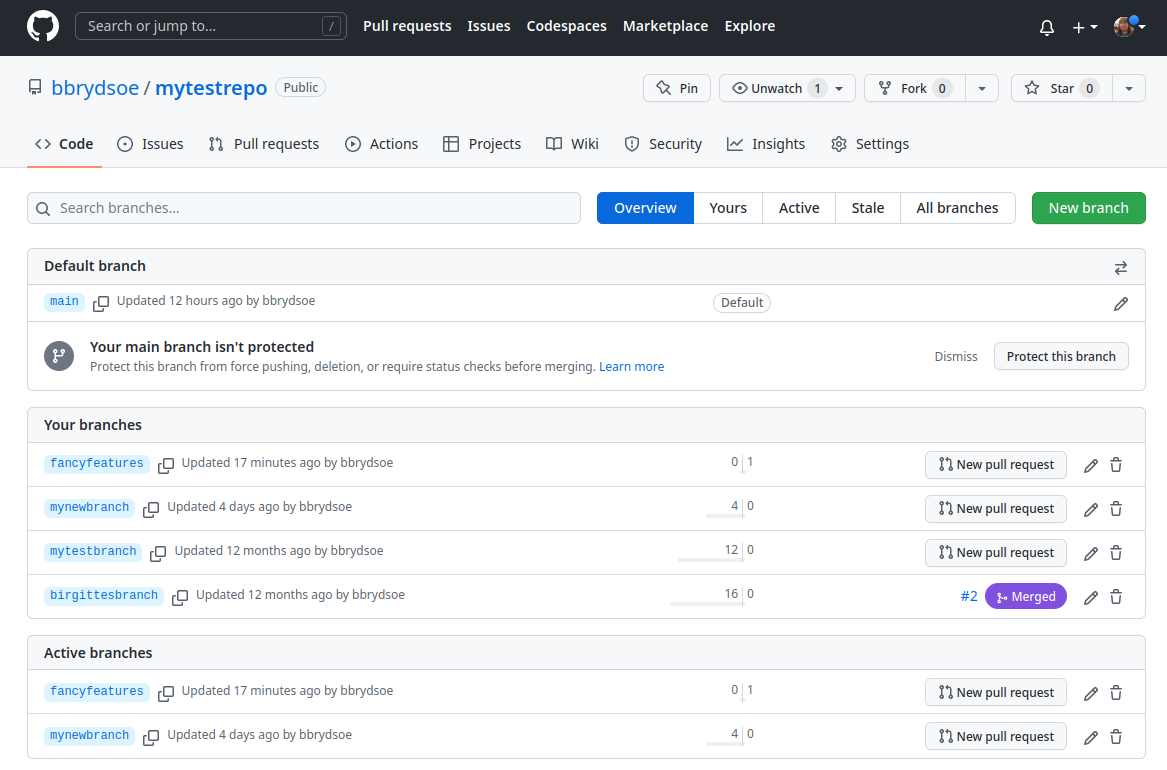 Search or jump to... /
Pull requests Issues Codespaces Marketplace Explore
bbrydsoe / mytestrepo Public
Pin Unwatch 1 Fork 0 Star 0
Code Issues Pull requests Actions Projects Wiki Security Insights Settings
Search branches... Overview Yours Active Stale All branches New branch
Default branch
main Updated 12 hours ago by bbrydsoe Default
Your main branch isn't protected
Protect this branch from force pushing, deletion, or require status checks before merging. Learn more
Dismiss Protect this branch
Your branches
fancyfeatures Updated 17 minutes ago by bbrydsoe 0 1 New pull request
mynewbranch Updated 4 days ago by bbrydsoe 4 0 New pull request
mytestbranch Updated 12 months ago by bbrydsoe 12 0 New pull request
birgittesbranch Updated 12 months ago by bbrydsoe 16 0 #2 Merged
Active branches
fancyfeatures Updated 17 minutes ago by bbrydsoe 0 1 New pull request
mynewbranch Updated 4 days ago by bbrydsoe 4 0 New pull request